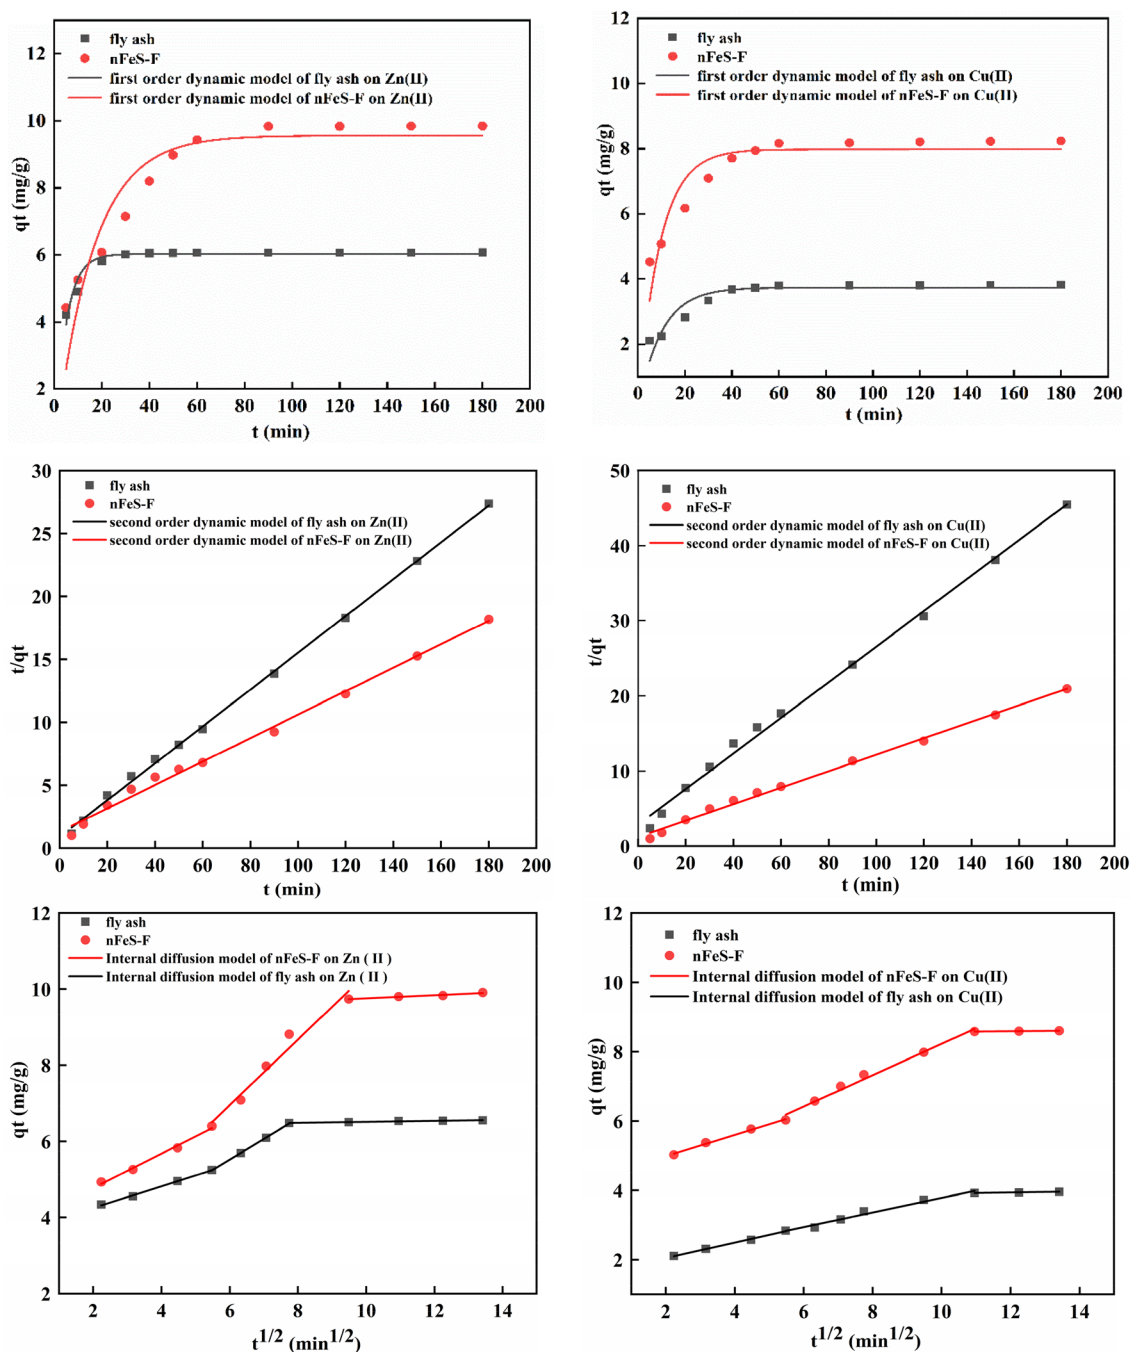 12
10
8
6
4
2
qt (mg/g)
fly ash
nFeS-F
first order dynamic model of fly ash on Zn(II)
first order dynamic model of nFeS-F on Zn(II)
0 20 40 60 80 100 120 140 160 180 200
t (min)
12
10
8
6
4
2
qt (mg/g)
fly ash
nFeS-F
first order dynamic model of fly ash on Cu(II)
first order dynamic model of nFeS-F on Cu(II)
0 20 40 60 80 100 120 140 160 180 200
t (min)
30
25
20
15
10
5
0
t/qt
fly ash
nFeS-F
second order dynamic model of fly ash on Zn(II)
second order dynamic model of nFeS-F on Zn(II)
0 20 40 60 80 100 120 140 160 180 200
t (min)
50
40
30
20
10
0
t/qt
fly ash
nFeS-F
second order dynamic model of fly ash on Cu(II)
second order dynamic model of nFeS-F on Cu(II)
0 20 40 60 80 100 120 140 160 180 200
t (min)
12
10
8
6
4
2
qt (mg/g)
fly ash
nFeS-F
Internal diffusion model of nFeS-F on Zn ( II )
Internal diffusion model of fly ash on Zn ( II )
2 4 6 8 10 12 14
t1/2 (min1/2)
12
10
8
6
4
2
qt (mg/g)
fly ash
nFeS-F
Internal diffusion model of nFeS-F on Cu(II)
Internal diffusion model of fly ash on Cu(II)
2 4 6 8 10 12 14
t1/2 (min1/2)